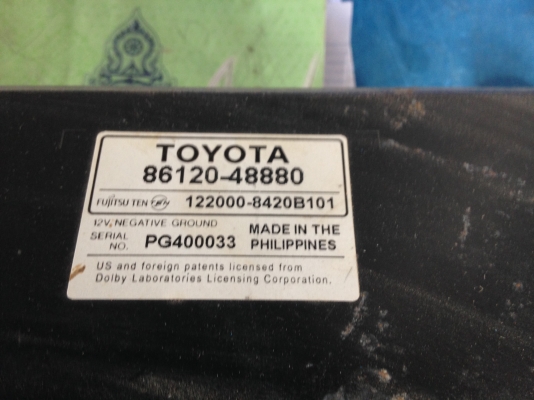 TOYOTA
86120-48880
FUJITSU TEN TEN 122000-8420B101
12V, NEGATIVE GROUND
SERIAL NO. PG400033
MADE IN THE PHILIPPINES
US and foreign patents licensed from
Dolby Laboratories Licensing Corporation.